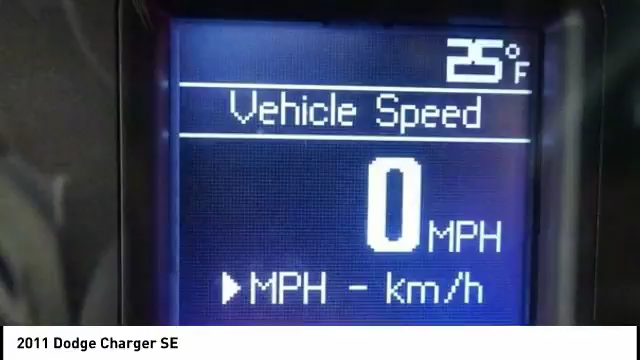 25°F
Vehicle Speed
0 MPH
▶MPH - km/h
2011 Dodge Charger SE